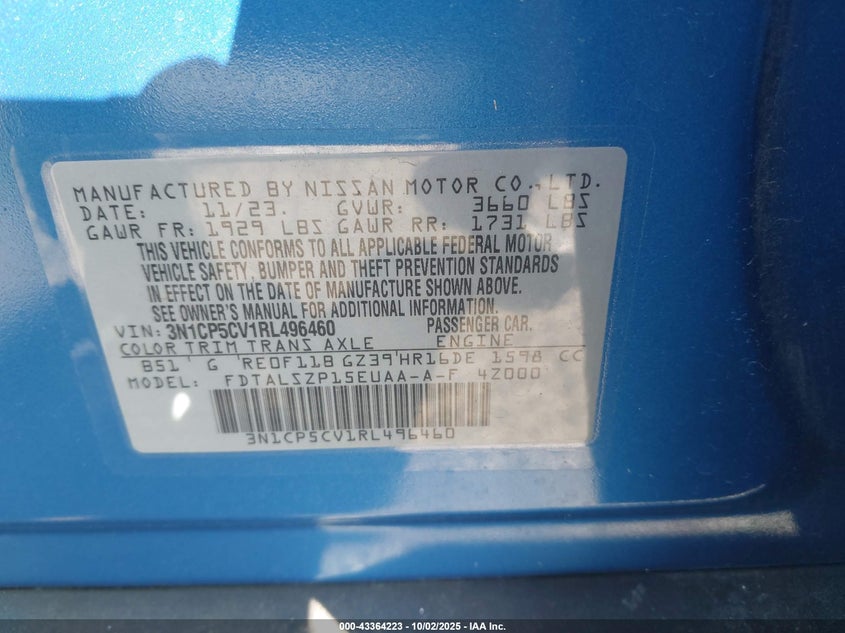 MANUFACTURED BY NISSAN MOTOR CO., LTD.
DATE: 11/23. GVWR: 3660 LBS
GAWR FR: 1929 LBS GAWR RR: 1731 LBS
THIS VEHICLE CONFORMS TO ALL APPLICABLE FEDERAL MOTOR
VEHICLE SAFETY, BUMPER AND THEFT PREVENTION STANDARDS
IN EFFECT ON THE DATE OF MANUFACTURE SHOWN ABOVE.
SEE OWNER'S MANUAL FOR ADDITIONAL INFORMATION.
VIN: 3N1CP5CV1RL496460 PASSENGER CAR.
COLOR TRIM TRANS AXLE ENGINE
B51 G RE0F11B GZ39 HR16DE 1598 CC
MODEL: FDTALSZP15EUAA-A-F 4Z000
3N1CP5CV1RL496460
000-43364223 | 10/02/2025 - IAA Inc.